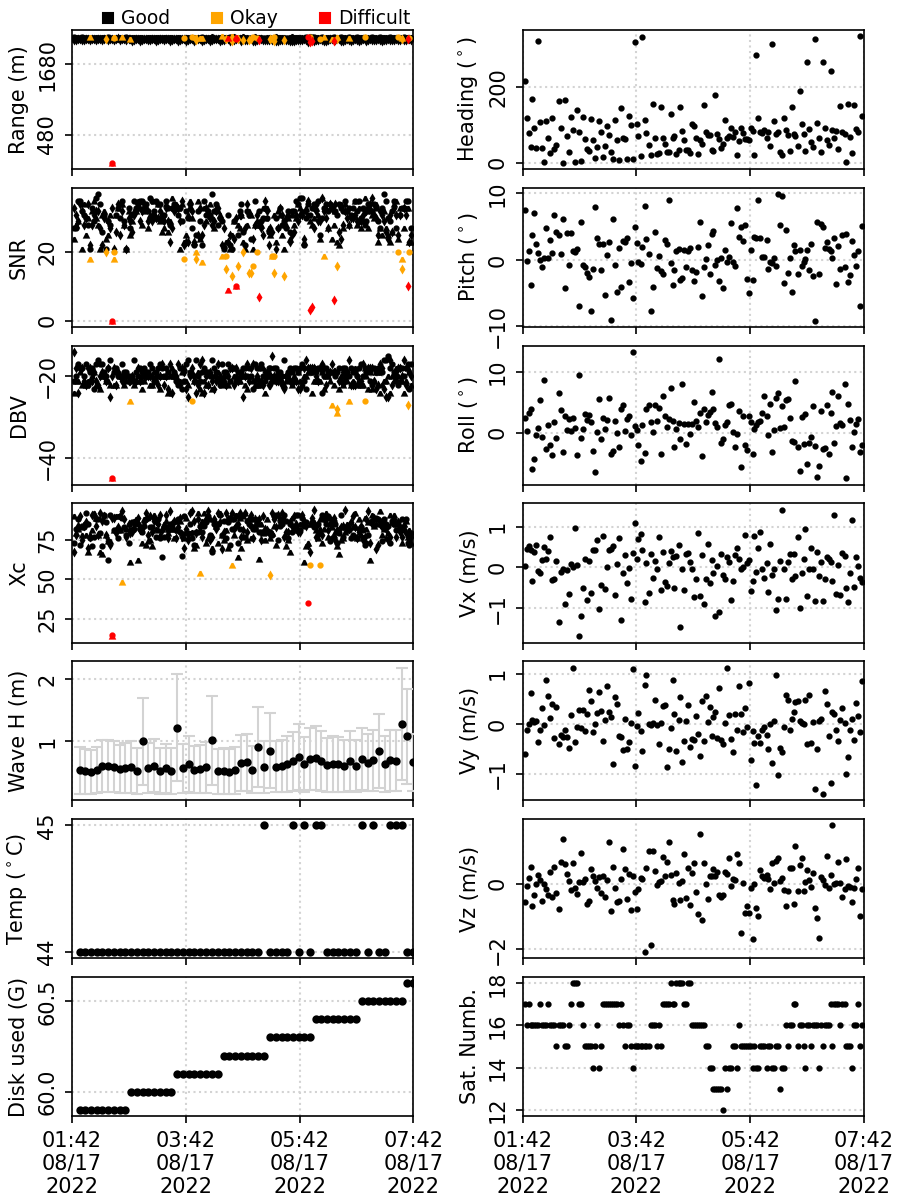 Good Okay Difficult
Range (m)
1680
480
Heading (°)
200
0
SNR
20
0
Pitch (°)
10
0
−10
DBV
−20
−40
Roll (°)
10
0
Xc
75
50
25
Vx (m/s)
1
0
−1
Wave H (m)
2
1
Vy (m/s)
1
0
−1
Temp (°C)
45
44
Vz (m/s)
0
−2
Disk used (G)
60.5
60.0
Sat. Numb.
18
16
14
12
01:42 03:42 05:42 07:42 01:42 03:42 05:42 07:42
08/17 08/17 08/17 08/17 08/17 08/17 08/17 08/17
2022 2022 2022 2022 2022 2022 2022 2022